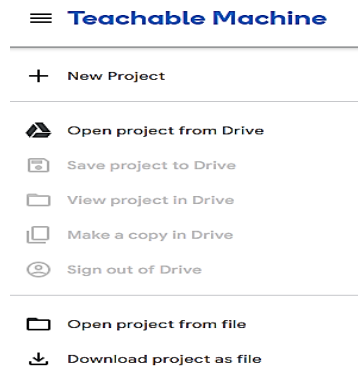 Teachable Machine
New Project
Open project from Drive
Save project to Drive
View project in Drive
Make a copy in Drive
Sign out of Drive
Open project from file
Download project as file